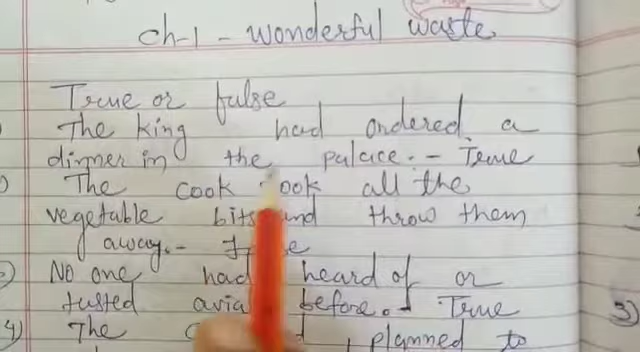 ch-1 - wonderful waste
True or false
The king had ordered a
dinner in the palace. - True
The cook all the
vegetable bits and throw them
away. -
No one had heard of or
tasted avial before. - True
3)
4) The planned to